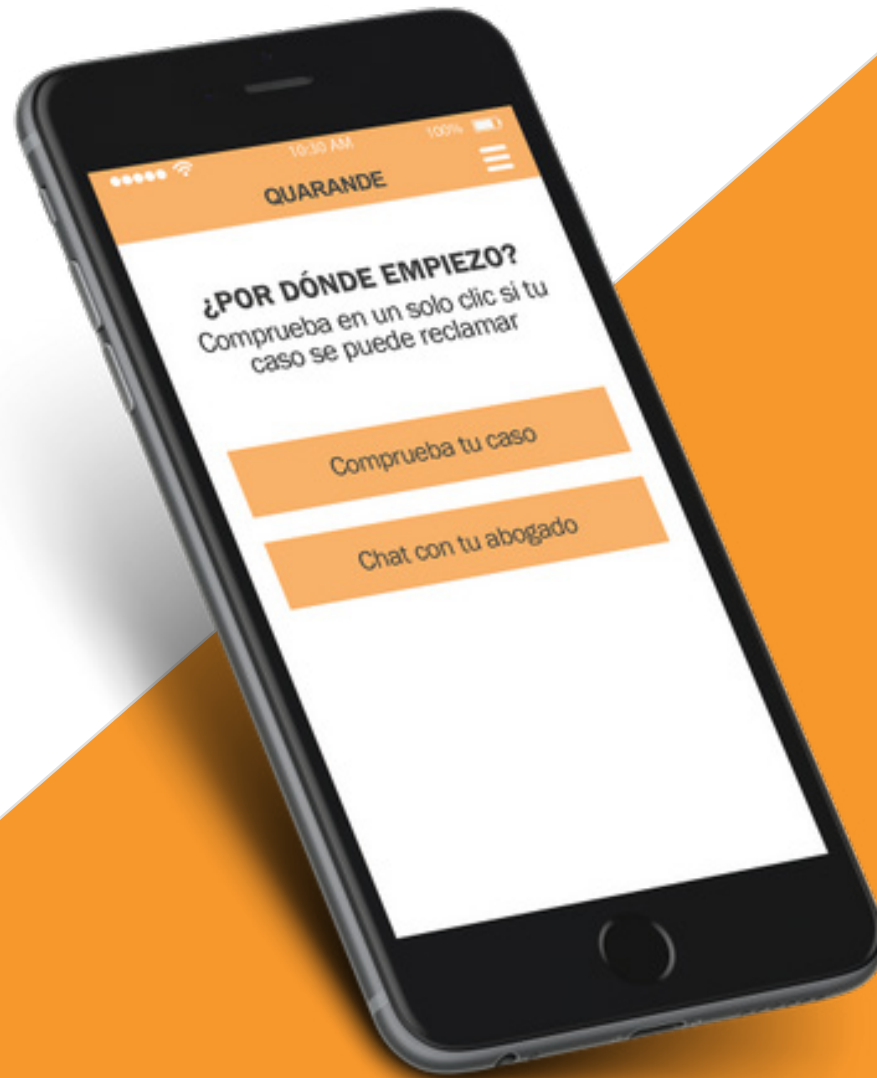 10:30 AM
100%
QUARANDE
¿POR DÓNDE EMPIEZO?
Comprueba en un solo clic si tu
caso se puede reclamar
Comprueba tu caso
Chat con tu abogado